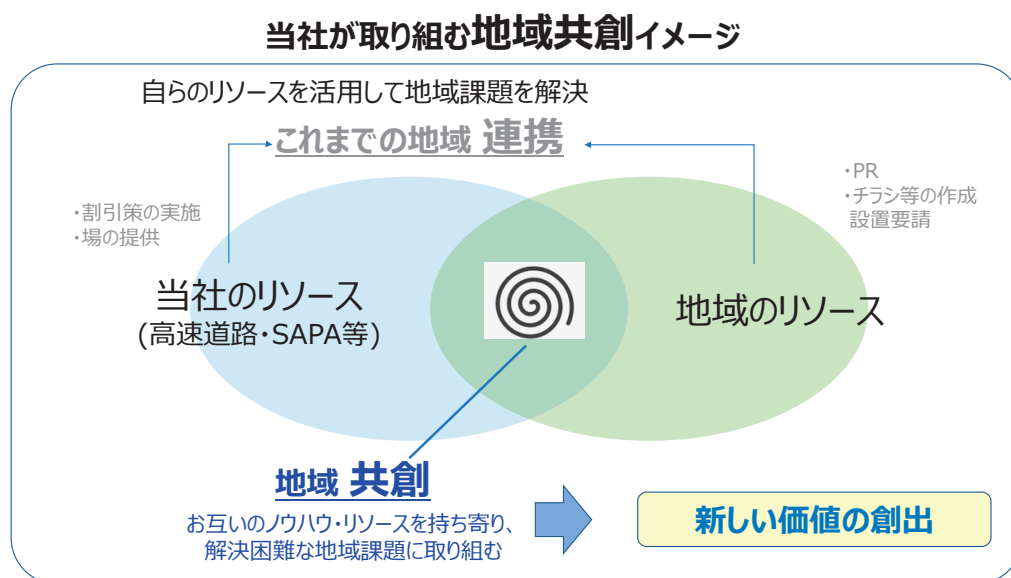 当社が取り組む地域共創イメージ
自らのリソースを活用して地域課題を解決
これまでの地域 連携
・割引策の実施
・場の提供
・PR
・チラシ等の作成
設置要請
当社のリソース
(高速道路・SAPA等)
地域のリソース
地域 共創
お互いのノウハウ・リソースを持ち寄り、
解決困難な地域課題に取り組む
新しい価値の創出